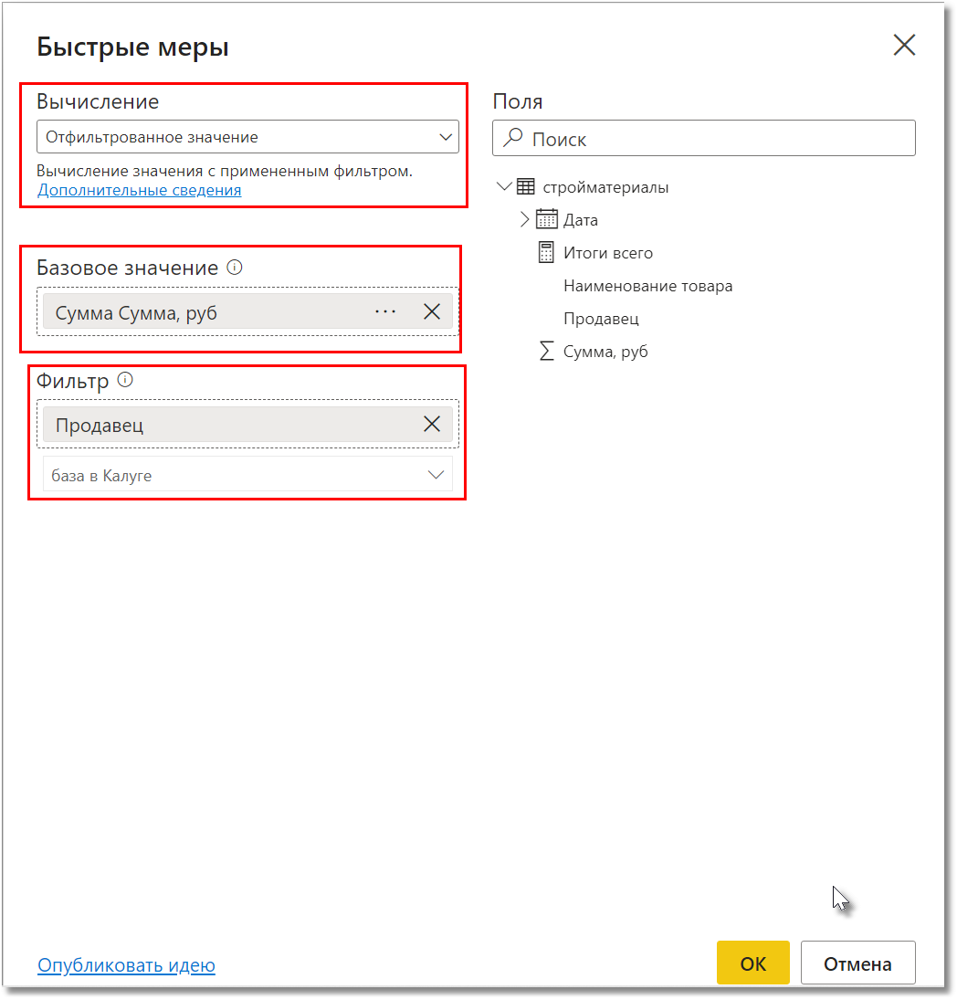 Быстрые меры
Вычисление
Отфильтрованное значение
Вычисление значения с примененным фильтром.
Дополнительные сведения
Базовое значение
Сумма Сумма, руб
Фильтр
Продавец
база в Калуге
Поля
Поиск
стройматериалы
Дата
Итоги всего
Наименование товара
Продавец
Сумма, руб
Опубликовать идею
ОК
Отмена